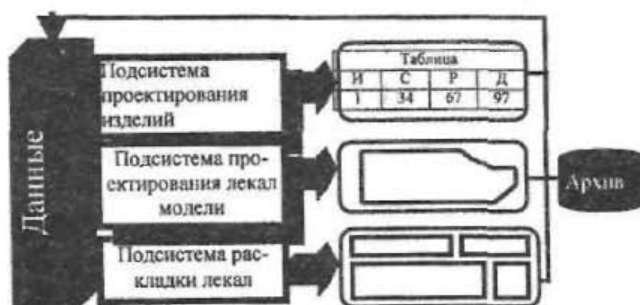 Данные
Подсистема
проектирования
изделий
Таблица
И С Р Д
1 34 67 97
Подсистема про-
ектирования лекал
модели
Архив
Подсистема рас-
кладки лекал